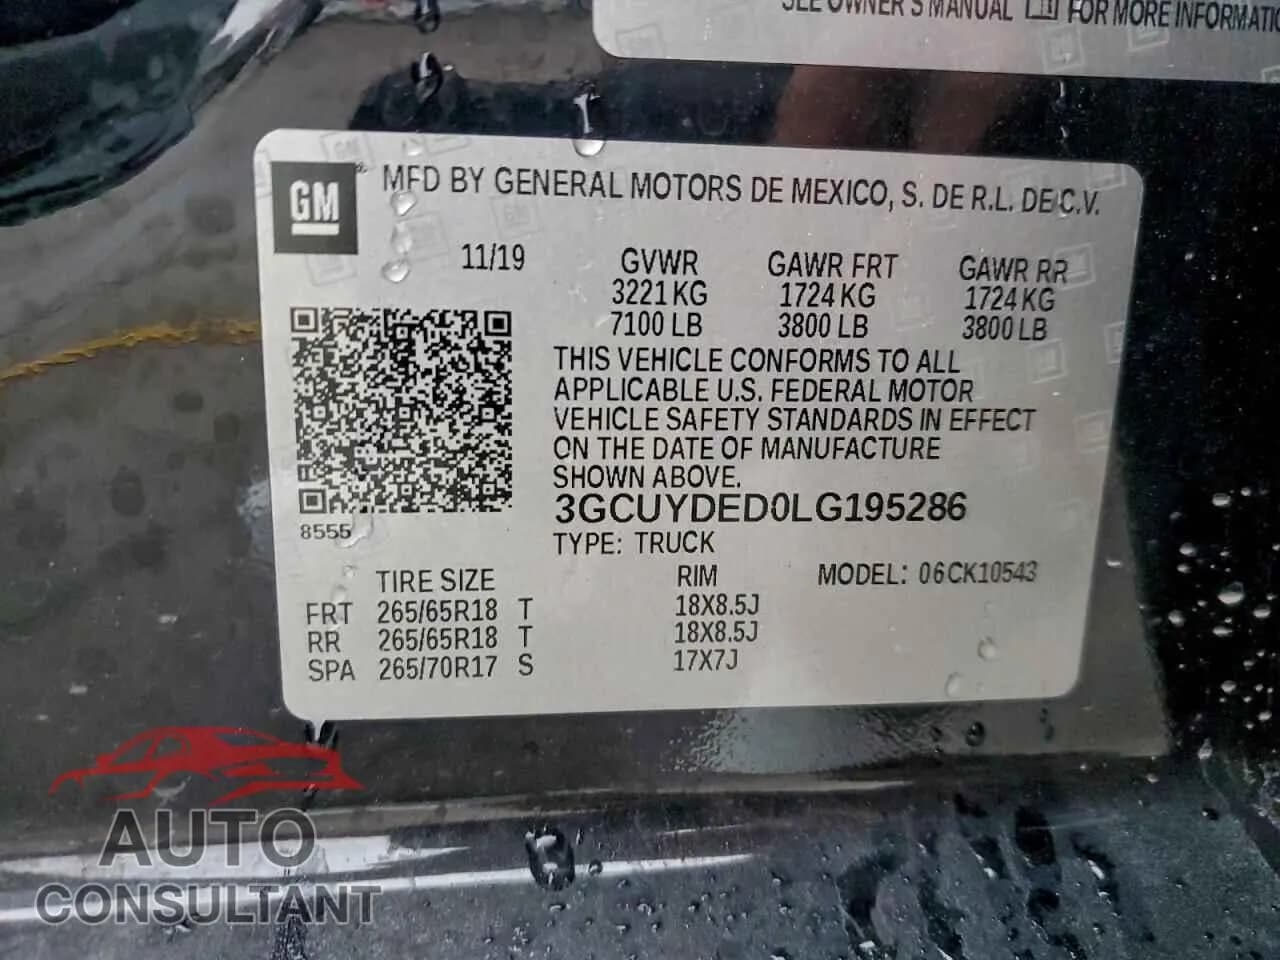 SEE OWNER'S MANUAL FOR MORE INFORMATIO
GM ® MFD BY GENERAL MOTORS DE MEXICO, S. DE R.L. DE C.V.
11/19 GVWR GAWR FRT GAWR RR
3221 KG 1724 KG 1724 KG
7100 LB 3800 LB 3800 LB
THIS VEHICLE CONFORMS TO ALL
APPLICABLE U.S. FEDERAL MOTOR
VEHICLE SAFETY STANDARDS IN EFFECT
ON THE DATE OF MANUFACTURE
SHOWN ABOVE.
3GCUYDED0LG195286
8555
TYPE: TRUCK
TIRE SIZE RIM MODEL: 06CK10543
FRT 265/65R18 T 18X8.5J
RR 265/65R18 T 18X8.5J
SPA 265/70R17 S 17X7J
AUTO
CONSULTANT